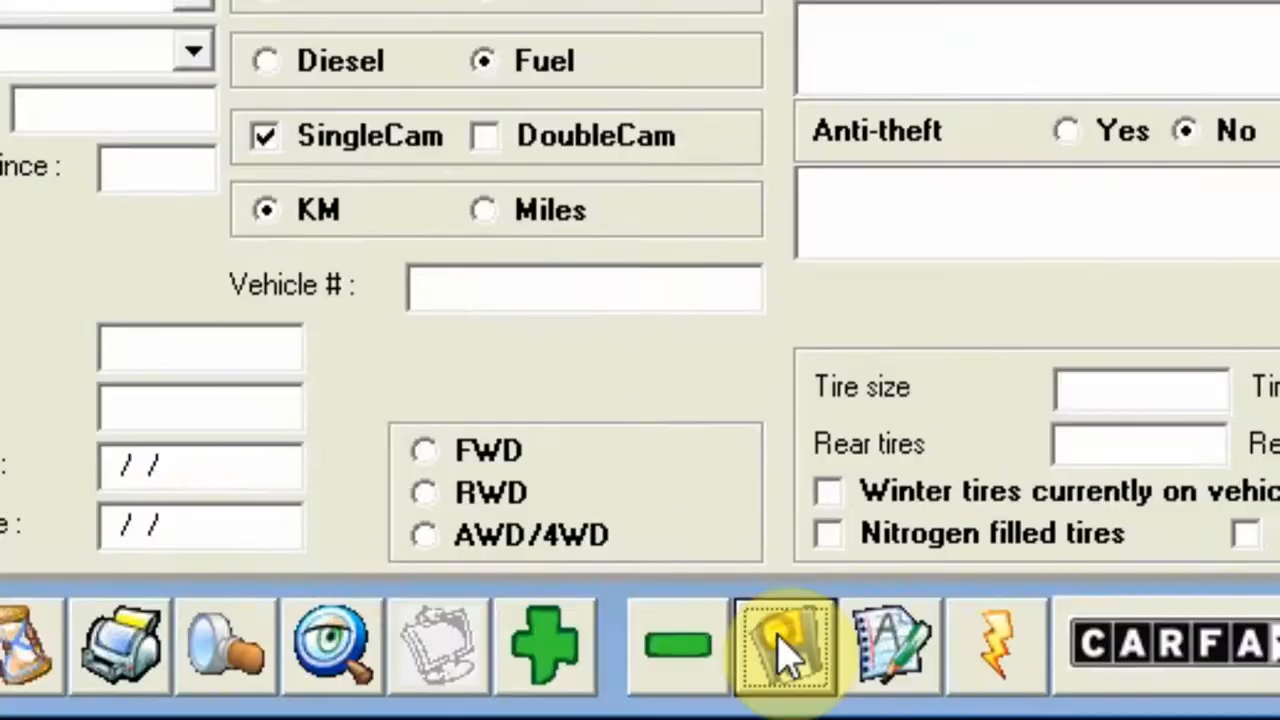 Diesel Fuel
SingleCam DoubleCam
Anti-theft Yes No
ince :
KM Miles
Vehicle # :
Tire size
Rear tires
FWD
: / /
RWD
Winter tires currently on vehic
e : / /
AWD/4WD
Nitrogen filled tires
CARFA